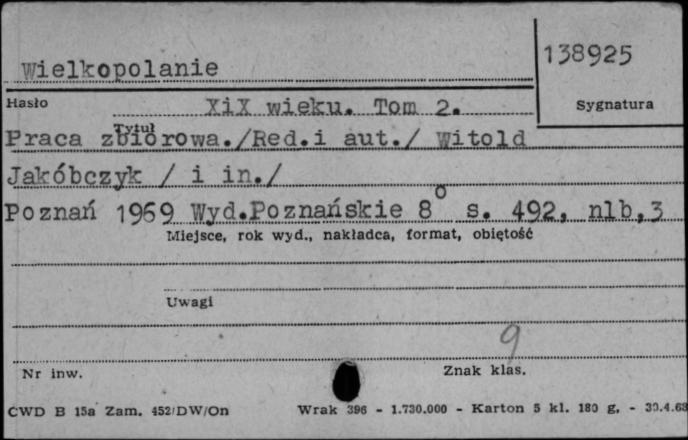 138925
Wielkopolanie
Hasło
Sygnatura
XiX wieku. Tom 2.
Tytuł
Praca zbiorowa./Red.i aut./ Witold
Jakóbczyk / i in./
Poznań 1969 Wyd.Poznańskie 8° s. 492, nlb,3
Miejsce, rok wyd., nakładca, format, objętość
Uwagi
9
Nr inw.
Znak klas.
CWD B 15a Zam. 452/DW/On Wrak 396 - 1.730.000 - Karton 5 kl. 180 g. - 30.4.68